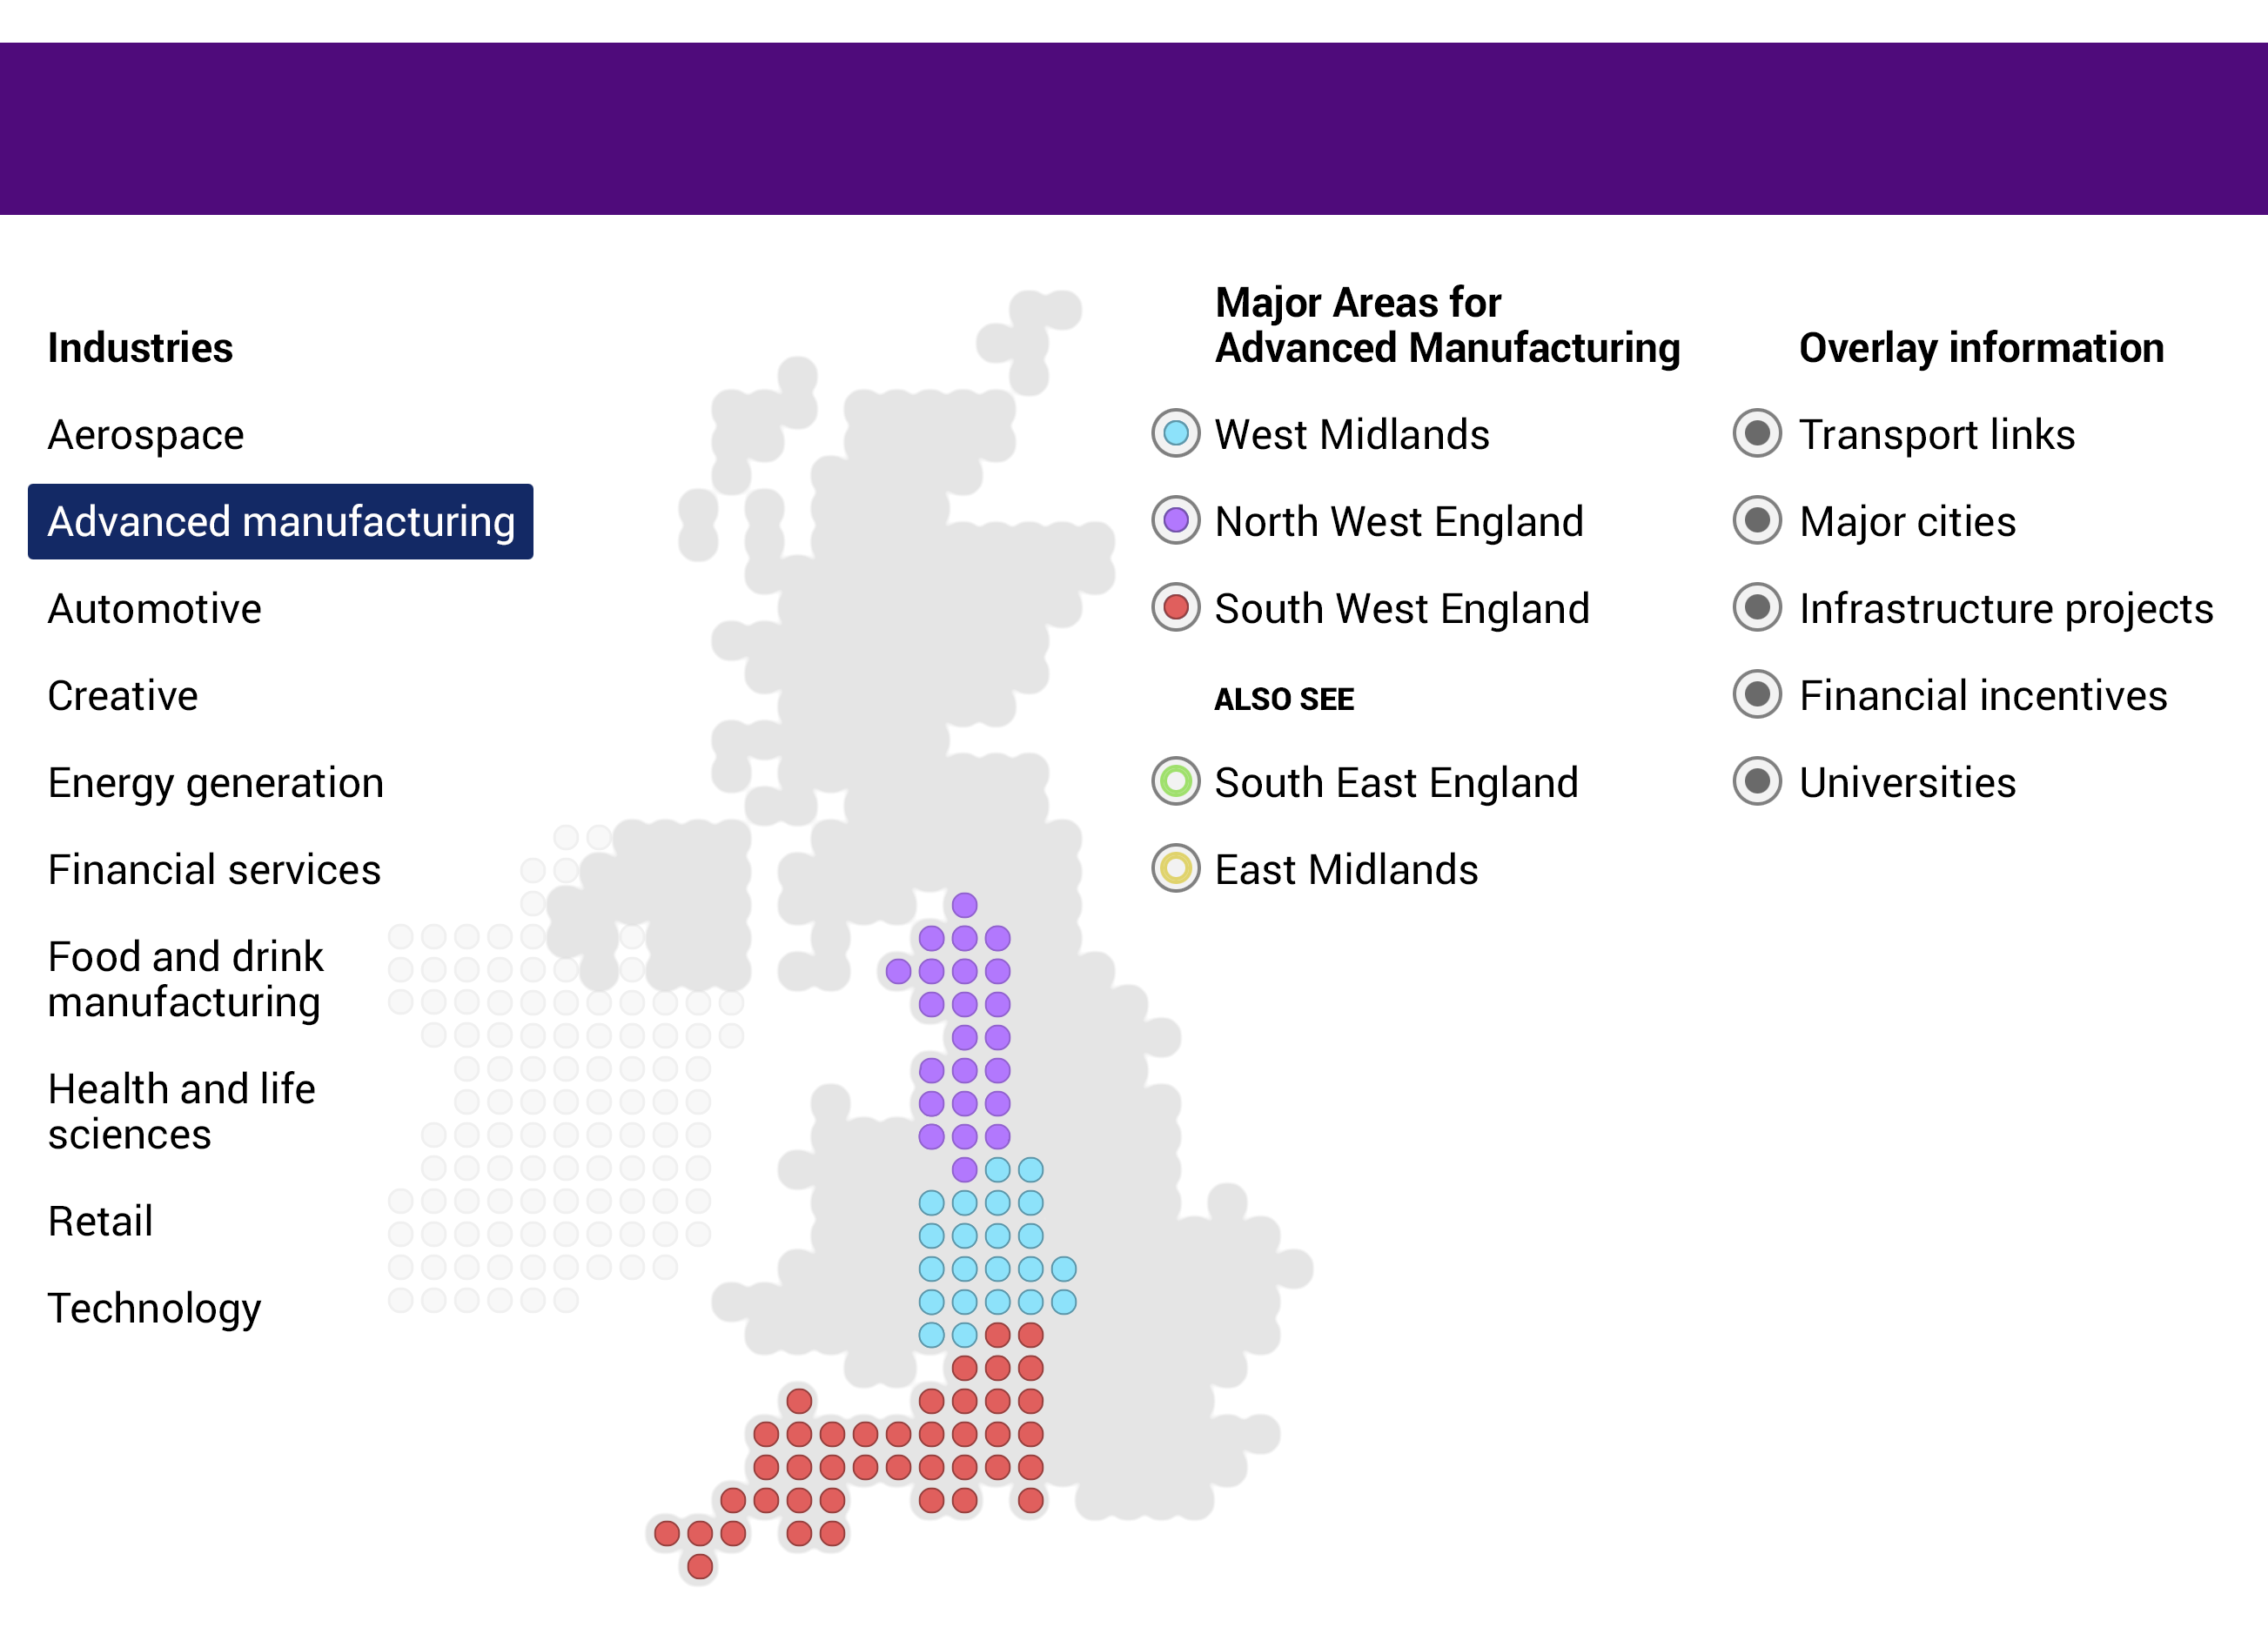 Industries
Aerospace
Advanced manufacturing
Automotive
Creative
Energy generation
Financial services
Food and drink
manufacturing
Health and life
sciences
Retail
Technology
Major Areas for
Advanced Manufacturing
West Midlands
North West England
South West England
ALSO SEE
South East England
East Midlands
Overlay information
Transport links
Major cities
Infrastructure projects
Financial incentives
Universities